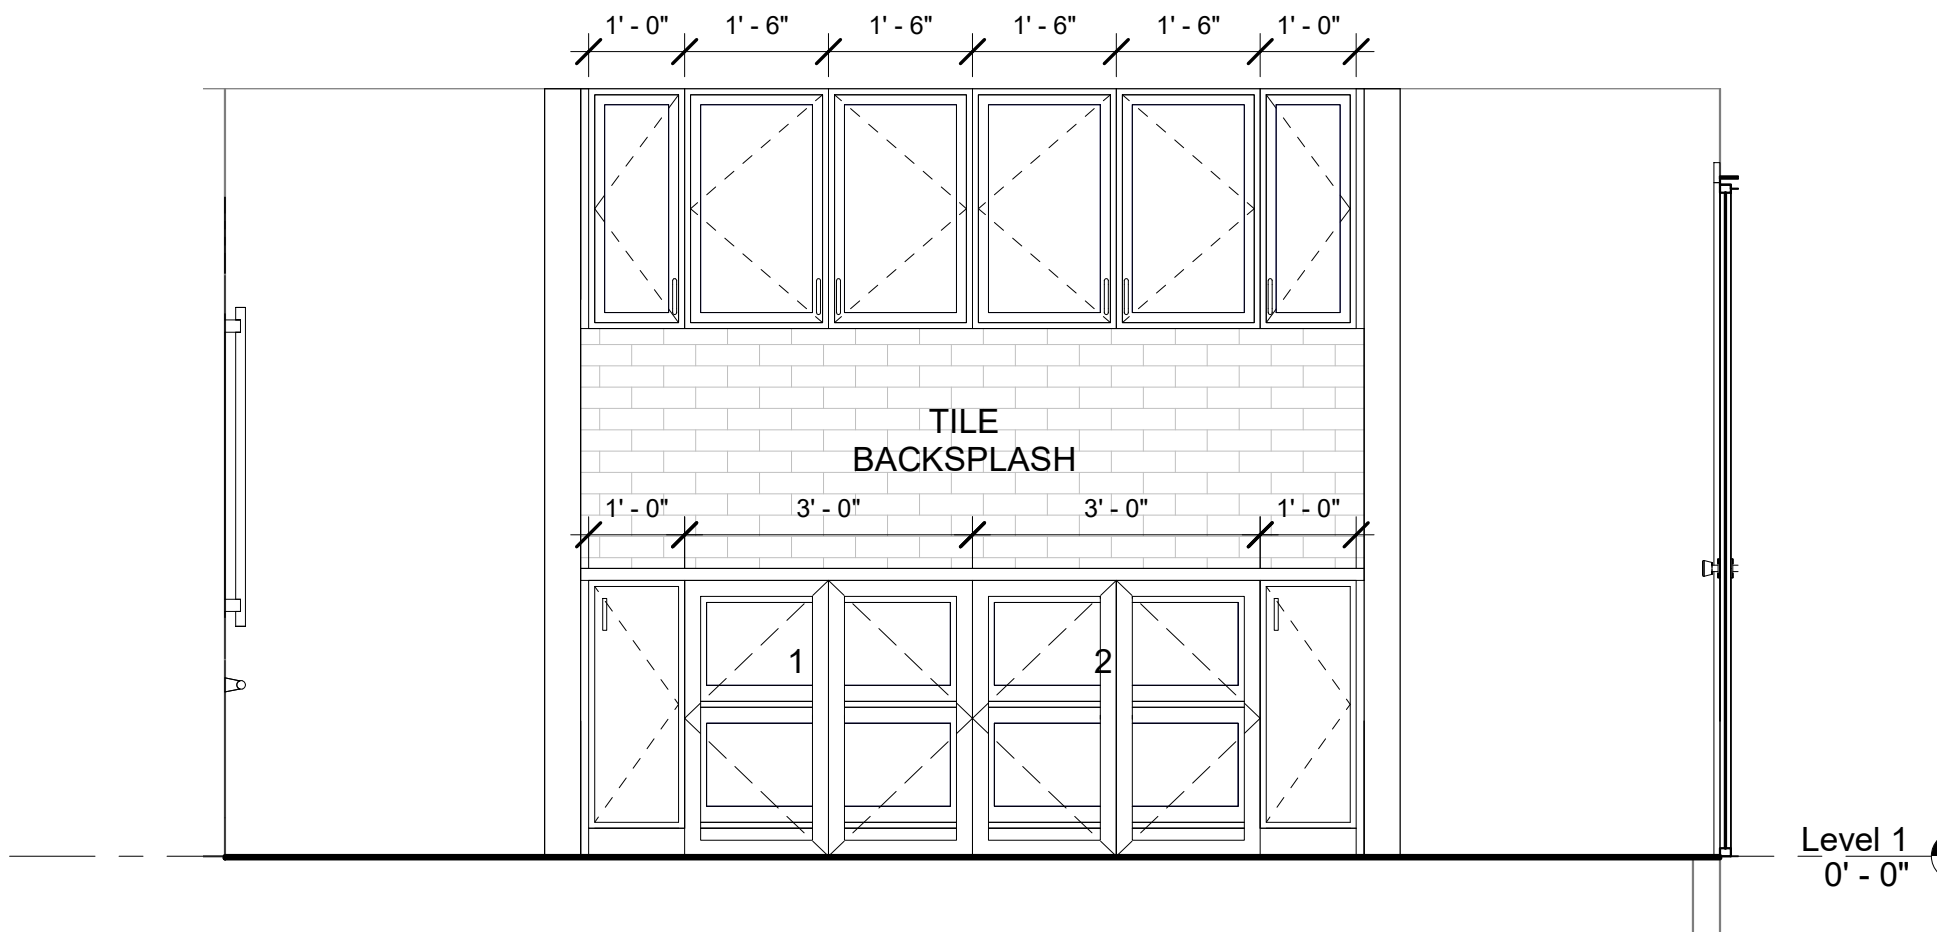 1' - 0" 1' - 6" 1' - 6" 1' - 6" 1' - 6" 1' - 0"
TILE
BACKSPLASH
1' - 0" 3' - 0" 3' - 0" 1' - 0"
1 2
Level 1
0' - 0"